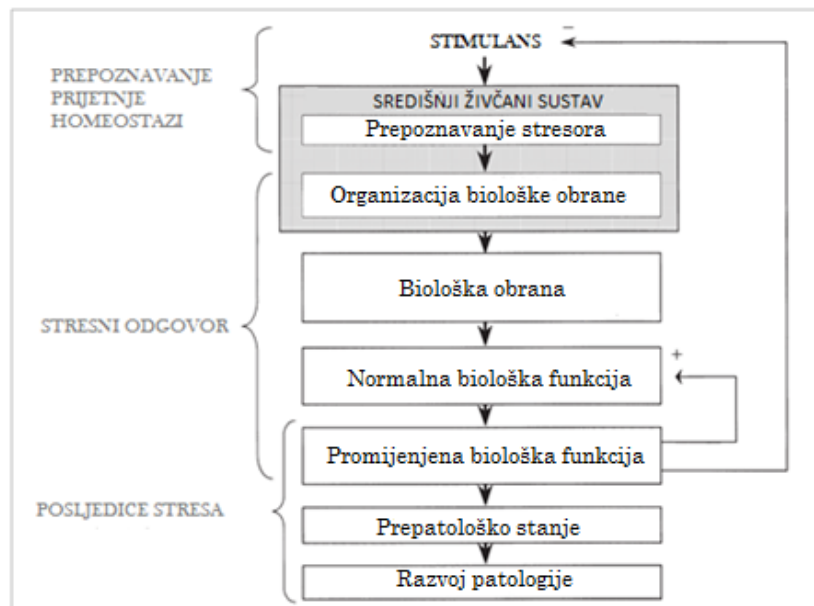 STIMULANS
−
PREPOZNAVANJE
PRIJETNJE
HOMEOSTAZI
SREDIŠNJI ŽIVČANI SUSTAV
Prepoznavanje stresora
Organizacija biološke obrane
Biološka obrana
STRESNI ODGOVOR
Normalna biološka funkcija
+
Promijenjena biološka funkcija
POSLJEDICE STRESA
Prepatološko stanje
Razvoj patologije